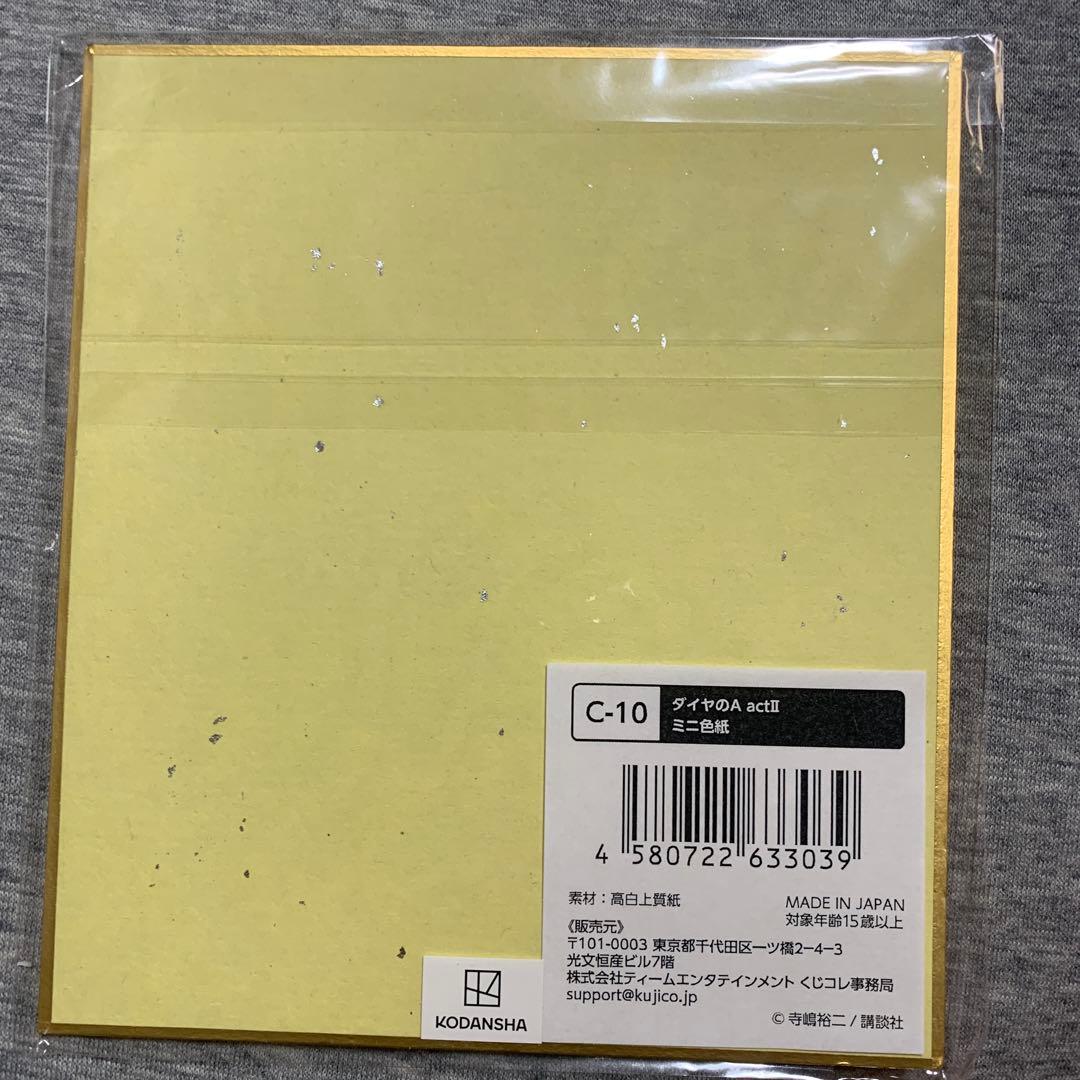 C-10
ダイヤのA actⅡ
ミニ色紙
4 580722 633039
素材：高白上質紙
MADE IN JAPAN
対象年齢15歳以上
《販売元》
〒101-0003 東京都千代田区一ツ橋2-4-3
光文恒産ビル7階
株式会社ティームエンタテインメント くじコレ事務局
support@kujico.jp
© 寺嶋裕二 / 講談社
KODANSHA